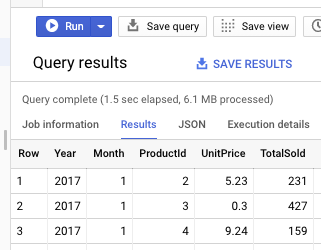 Run Save query Save view
Query results SAVE RESULTS
Query complete (1.5 sec elapsed, 6.1 MB processed)
Job information Results JSON Execution details
Row Year Month ProductId UnitPrice TotalSold
1 2017 1 2 5.23 231
2 2017 1 3 0.3 427
3 2017 1 4 9.24 159